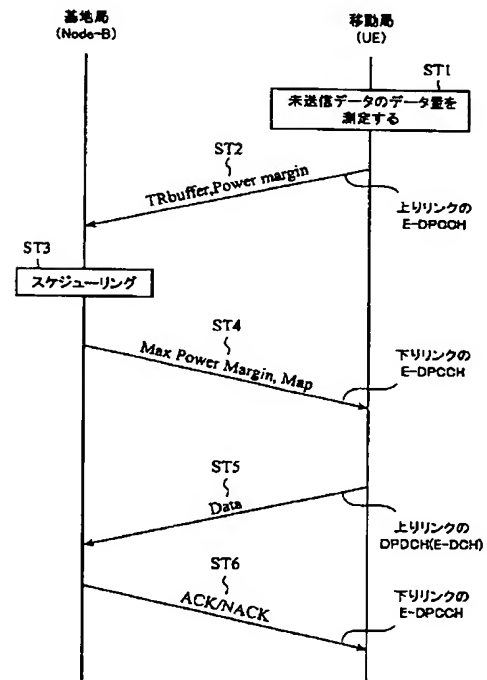 基地局
(Node-B)
移動局
(UE)
ST1
未送信データのデータ量を
測定する
ST2
TRbuffer,Power margin
上りリンクの
E-DPCCH
ST3
スケジューリング
ST4
Max Power Margin, Map
下りリンクの
E-DPCCH
ST5
Data
上りリンクの
DPDCH(E-DCH)
ST6
ACK/NACK
下りリンクの
E-DPCCH